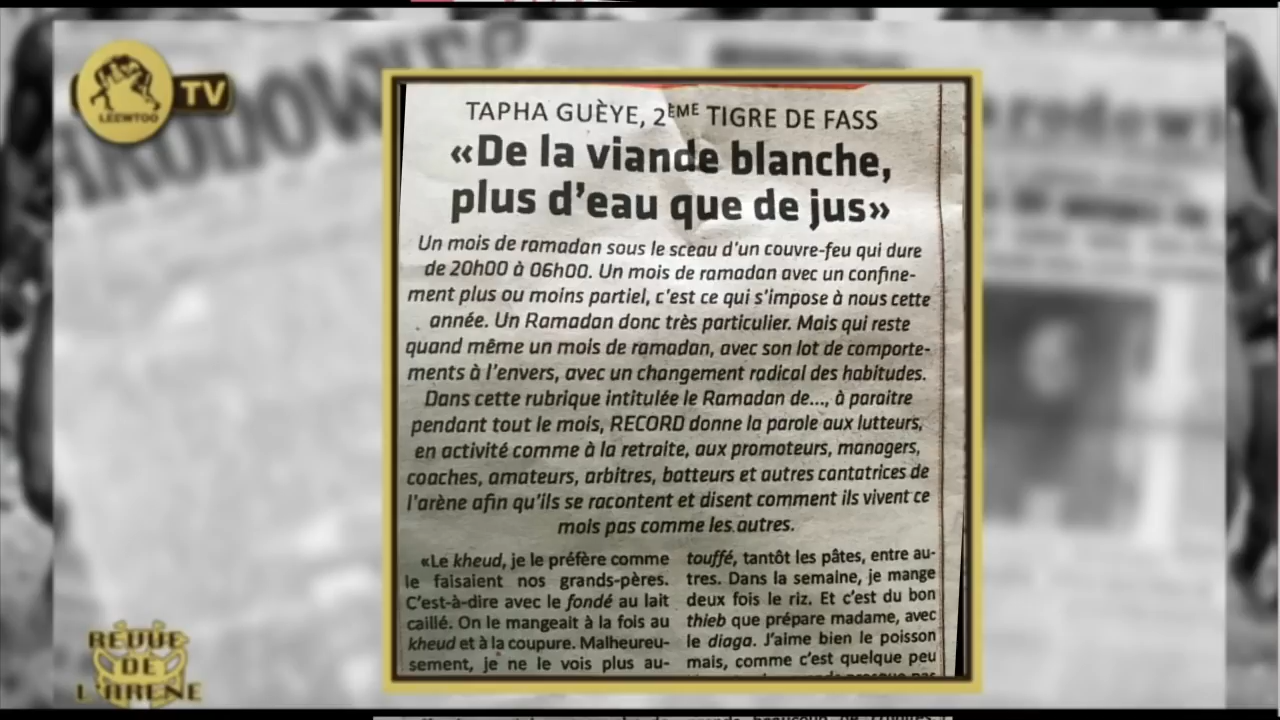 LEEWTOO
TV
TAPHA GUÈYE, 2ÈME TIGRE DE FASS
«De la viande blanche,
plus d'eau que de jus»
Un mois de ramadan sous le sceau d'un couvre-feu qui dure
de 20h00 à 06h00. Un mois de ramadan avec un confine-
ment plus ou moins partiel, c'est ce qui s'impose à nous cette
année. Un Ramadan donc très particulier. Mais qui reste
quand même un mois de ramadan, avec son lot de comporte-
ments à l'envers, avec un changement radical des habitudes.
Dans cette rubrique intitulée le Ramadan de..., à paraitre
pendant tout le mois, RECORD donne la parole aux lutteurs,
en activité comme à la retraite, aux promoteurs, managers,
coaches, amateurs, arbitres, batteurs et autres cantatrices de
l'arène afin qu'ils se racontent et disent comment ils vivent ce
mois pas comme les autres.
«Le kheud, je le préfère comme
le faisaient nos grands-pères.
C'est-à-dire avec le fondé au lait
caillé. On le mangeait à la fois au
kheud et à la coupure. Malheureu-
sement, je ne le vois plus au-
touffé, tantôt les pâtes, entre au-
tres. Dans la semaine, je mange
deux fois le riz. Et c'est du bon
thieb que prépare madame, avec
le diaga. J'aime bien le poisson
mais, comme c'est quelque peu
REVUE
DE
L'ARÈNE